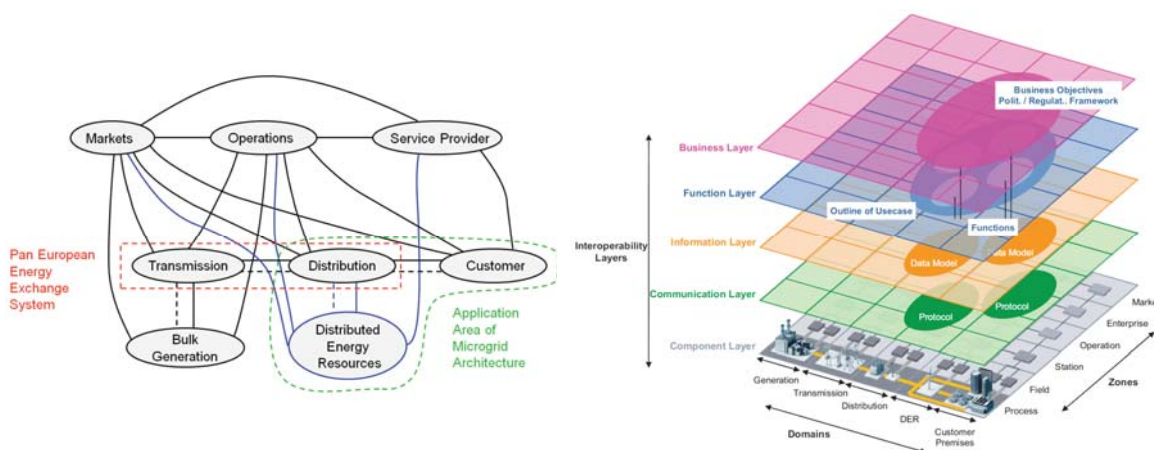 Markets
Operations
Service Provider
Pan European
Energy
Exchange
System
Transmission
Distribution
Customer
Bulk
Generation
Distributed
Energy
Resources
Application
Area of
Microgrid
Architecture
Business Objectives
Polit. / Regulat.. Framework
Business Layer
Function Layer
Outline of Usecase
Functions
Interoperability
Layers
Information Layer
Data Model
Data Model
Communication Layer
Protocol
Protocol
Component Layer
Market
Enterprise
Operation
Station
Field
Process
Zones
Generation
Transmission
Distribution
DER
Customer
Premises
Domains